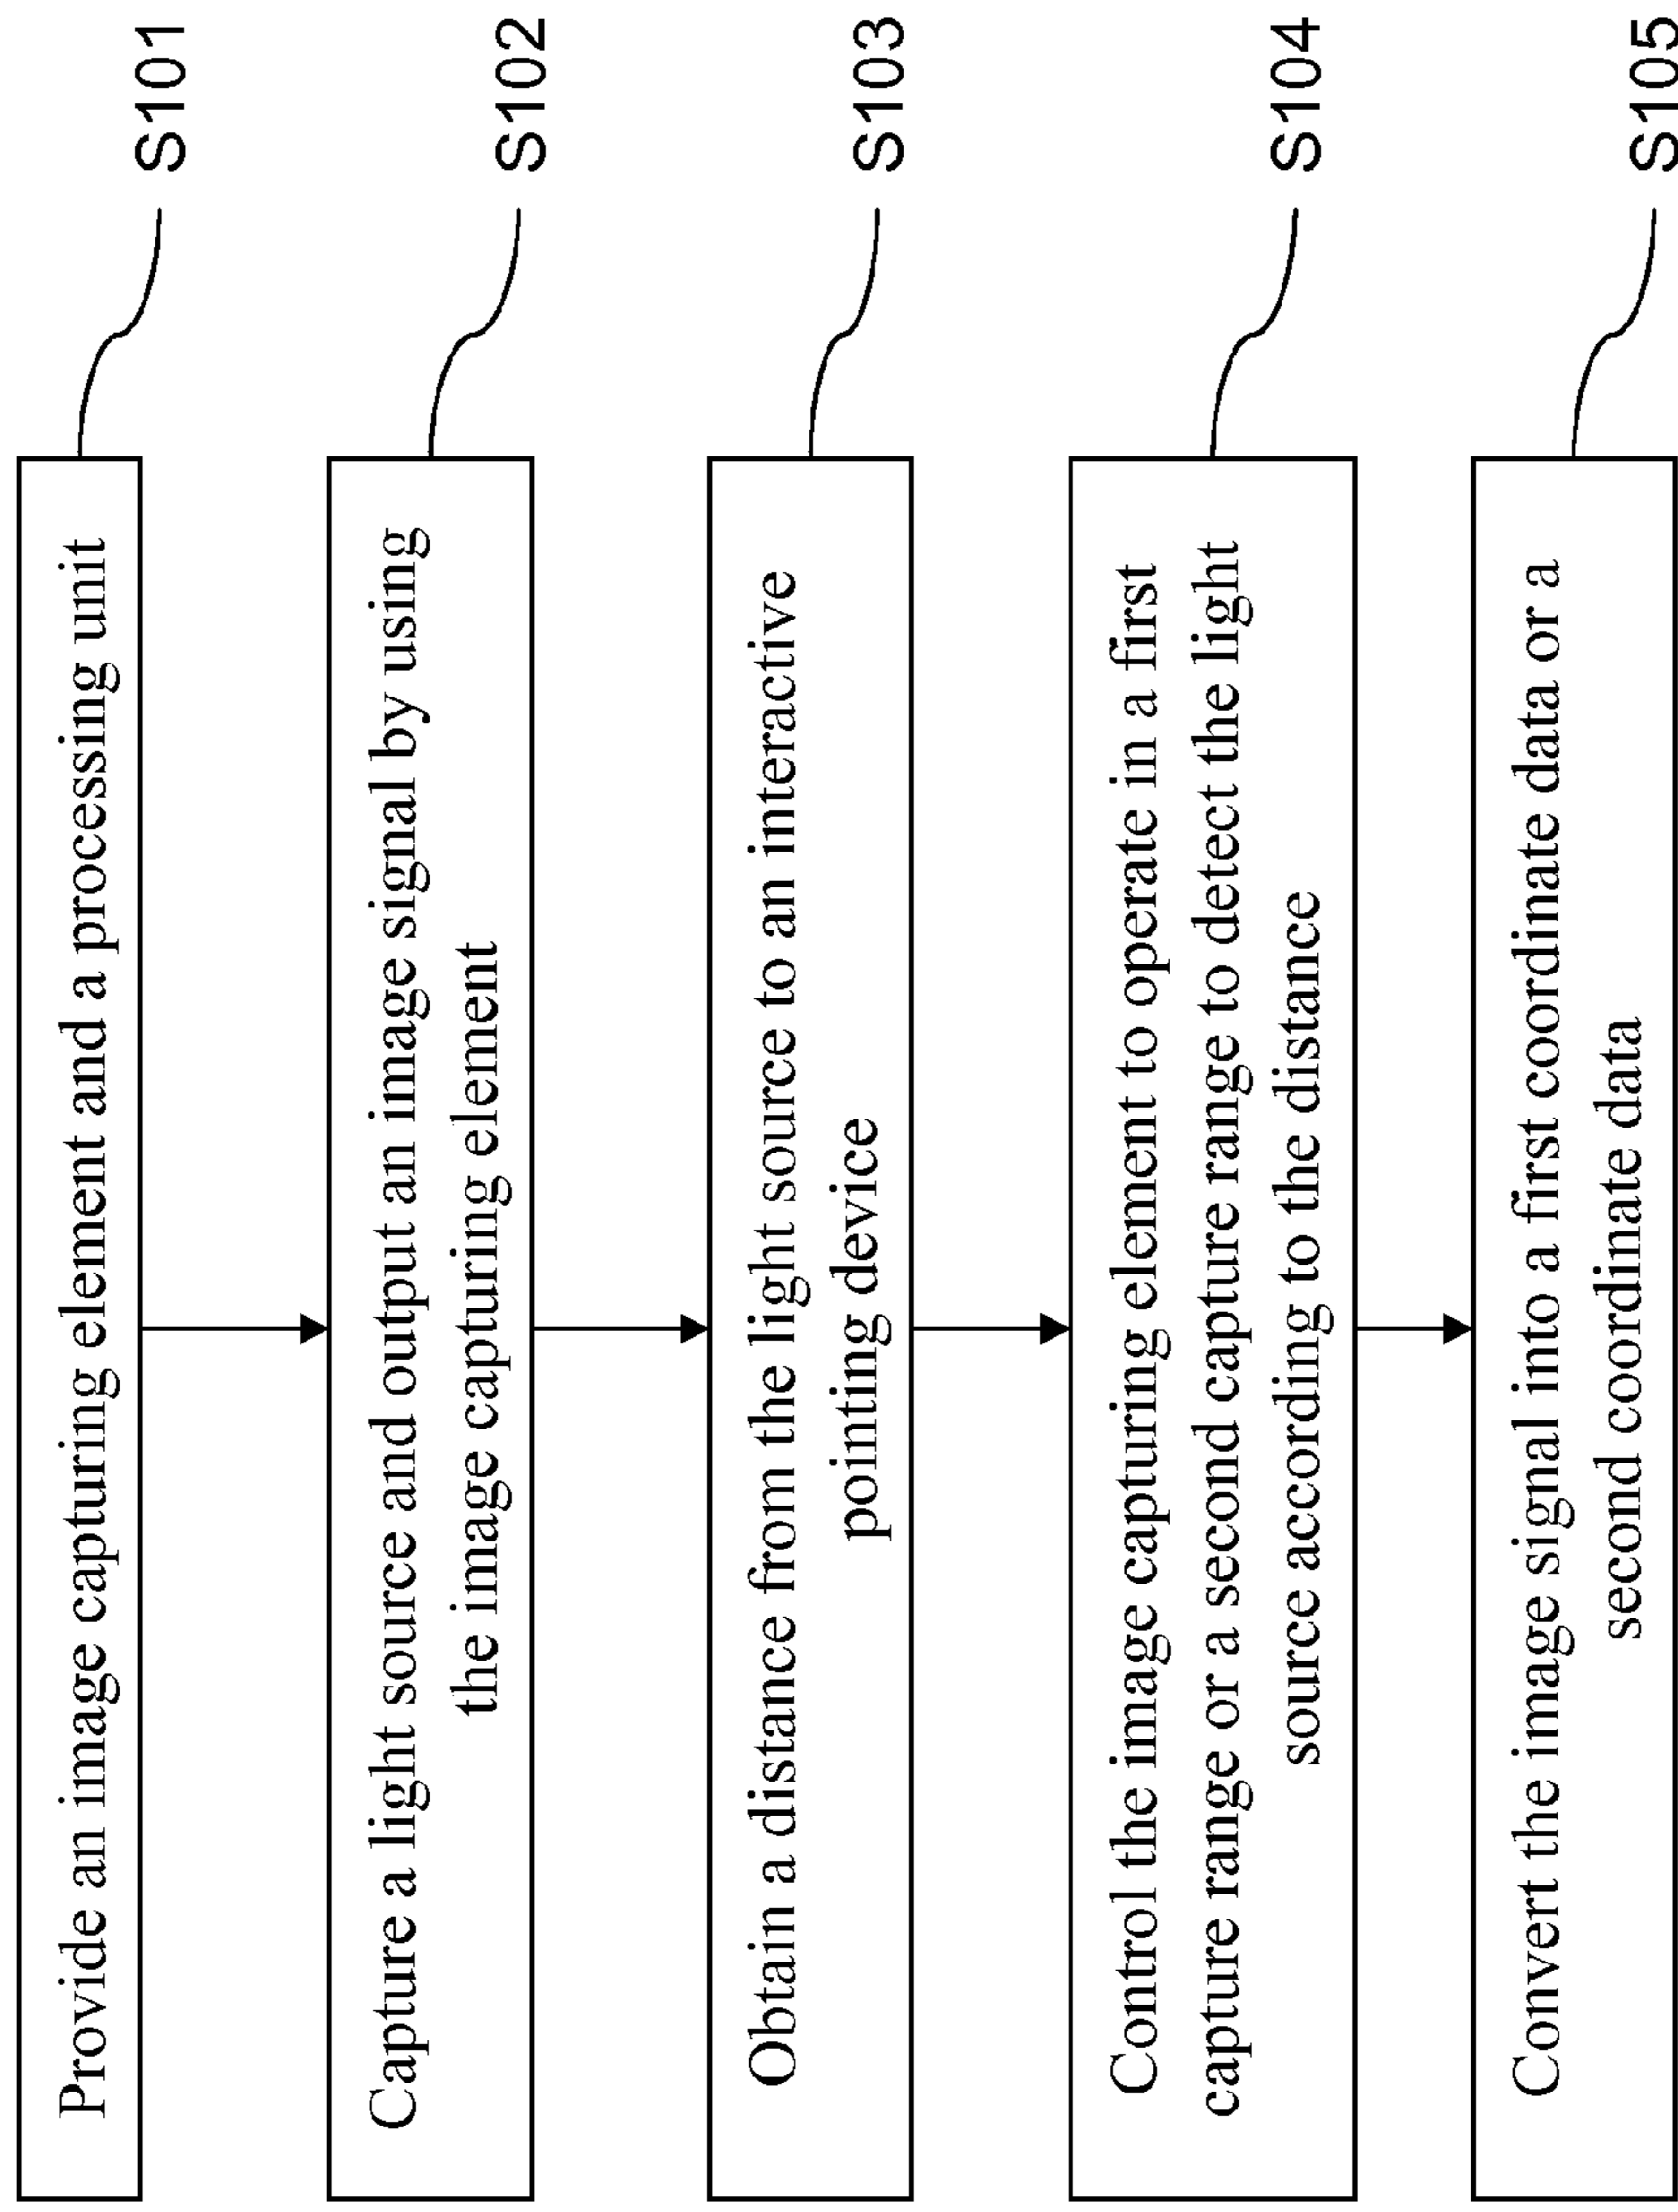 Provide an image capturing element and a processing unit
S101
Capture a light source and output an image signal by using
the image capturing element
S102
Obtain a distance from the light source to an interactive
pointing device
S103
Control the image capturing element to operate in a first
capture range or a second capture range to detect the light
source according to the distance
S104
Convert the image signal into a first coordinate data or a
second coordinate data
S105